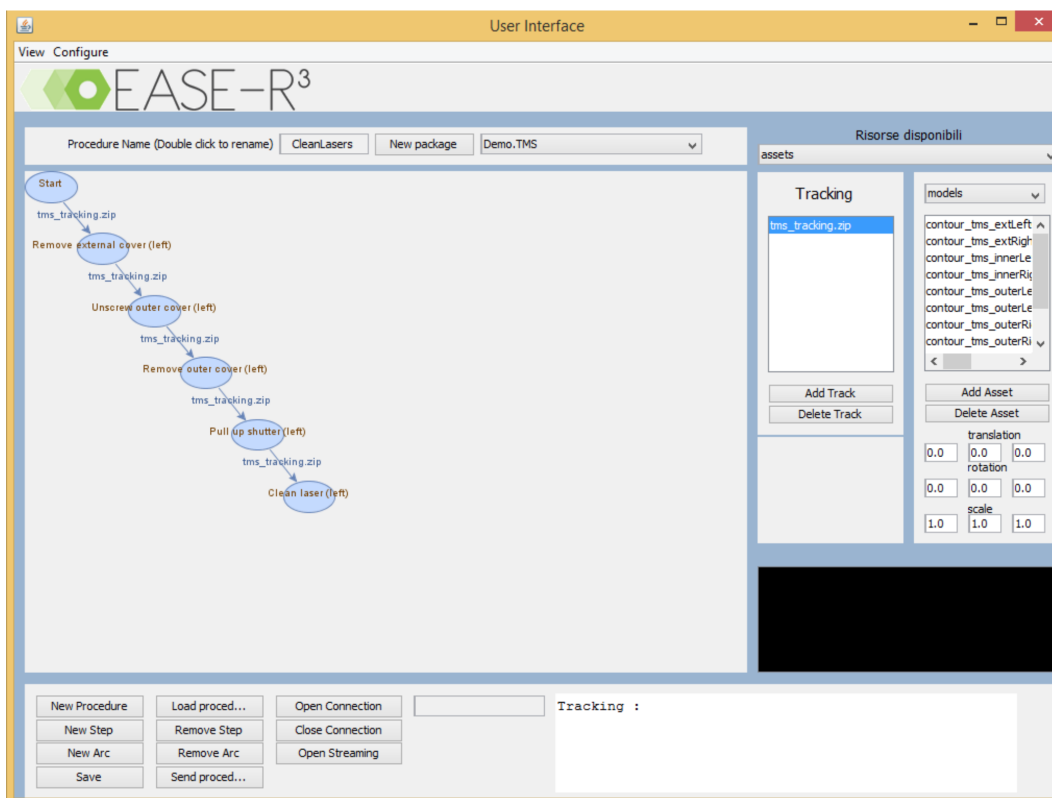 User Interface
View Configure
EASE-R³
Procedure Name (Double click to rename) CleanLasers New package Demo.TMS
Risorse disponibili
assets
Start
tms_tracking.zip
Remove external cover (left)
tms_tracking.zip
Unscrew outer cover (left)
tms_tracking.zip
Remove outer cover (left)
tms_tracking.zip
Pull up shutter (left)
tms_tracking.zip
Clean laser (left)
Tracking
tms_tracking.zip
Add Track
Delete Track
models
contour_tms_extLeft
contour_tms_extRigh
contour_tms_innerLe
contour_tms_innerRig
contour_tms_outerLe
contour_tms_outerLe
contour_tms_outerRi
contour_tms_outerRi
Add Asset
Delete Asset
translation
0.0 0.0 0.0
rotation
0.0 0.0 0.0
scale
1.0 1.0 1.0
New Procedure Load proced... Open Connection
New Step Remove Step Close Connection
New Arc Remove Arc Open Streaming
Save Send proced...
Tracking :